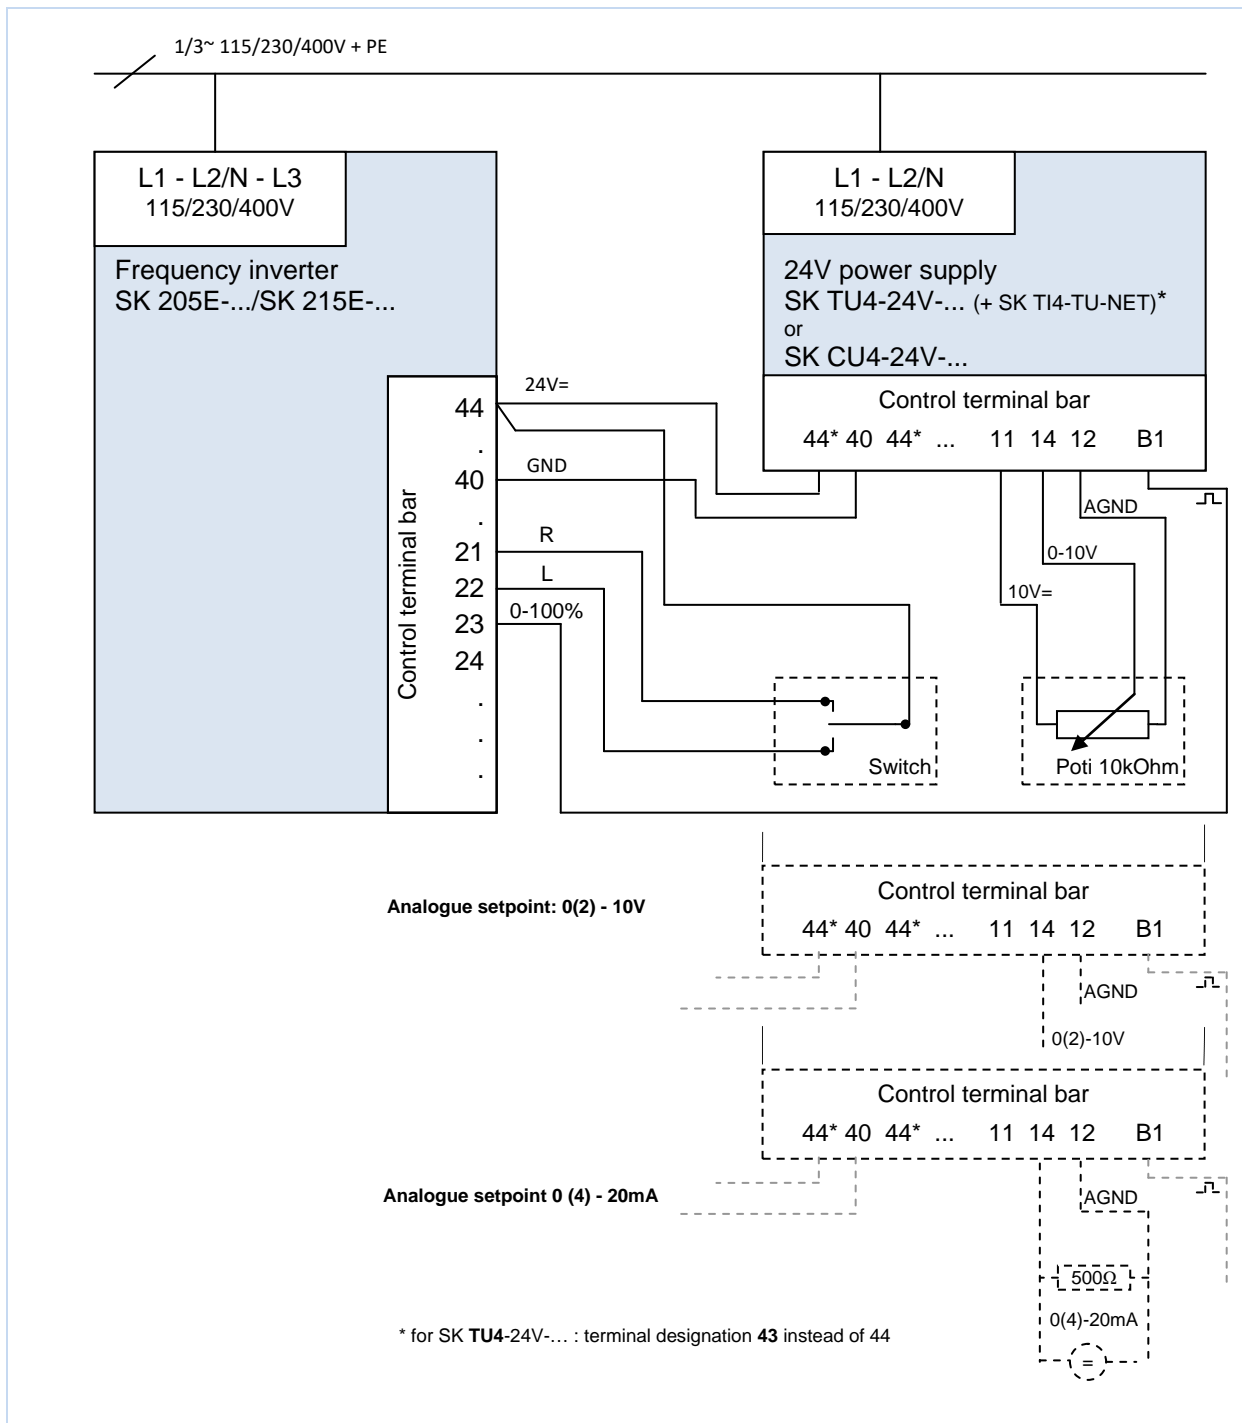 1/3~ 115/230/400V + PE
L1 - L2/N - L3
115/230/400V
Frequency inverter
SK 205E-.../SK 215E-...
L1 - L2/N
115/230/400V
24V power supply
SK TU4-24V-... (+ SK TI4-TU-NET)*
or
SK CU4-24V-...
Control terminal bar
44* 40 44* ... 11 14 12 B1
Control terminal bar
44
.
40
.
21
22
23
24
.
.
.
24V=
GND
R
L
0-100%
AGND
0-10V
10V=
Switch
Poti 10kOhm
Analogue setpoint: 0(2) - 10V
Control terminal bar
44* 40 44* ... 11 14 12 B1
AGND
0(2)-10V
Analogue setpoint 0 (4) - 20mA
Control terminal bar
44* 40 44* ... 11 14 12 B1
AGND
500Ω
0(4)-20mA
=
* for SK TU4-24V-... : terminal designation 43 instead of 44